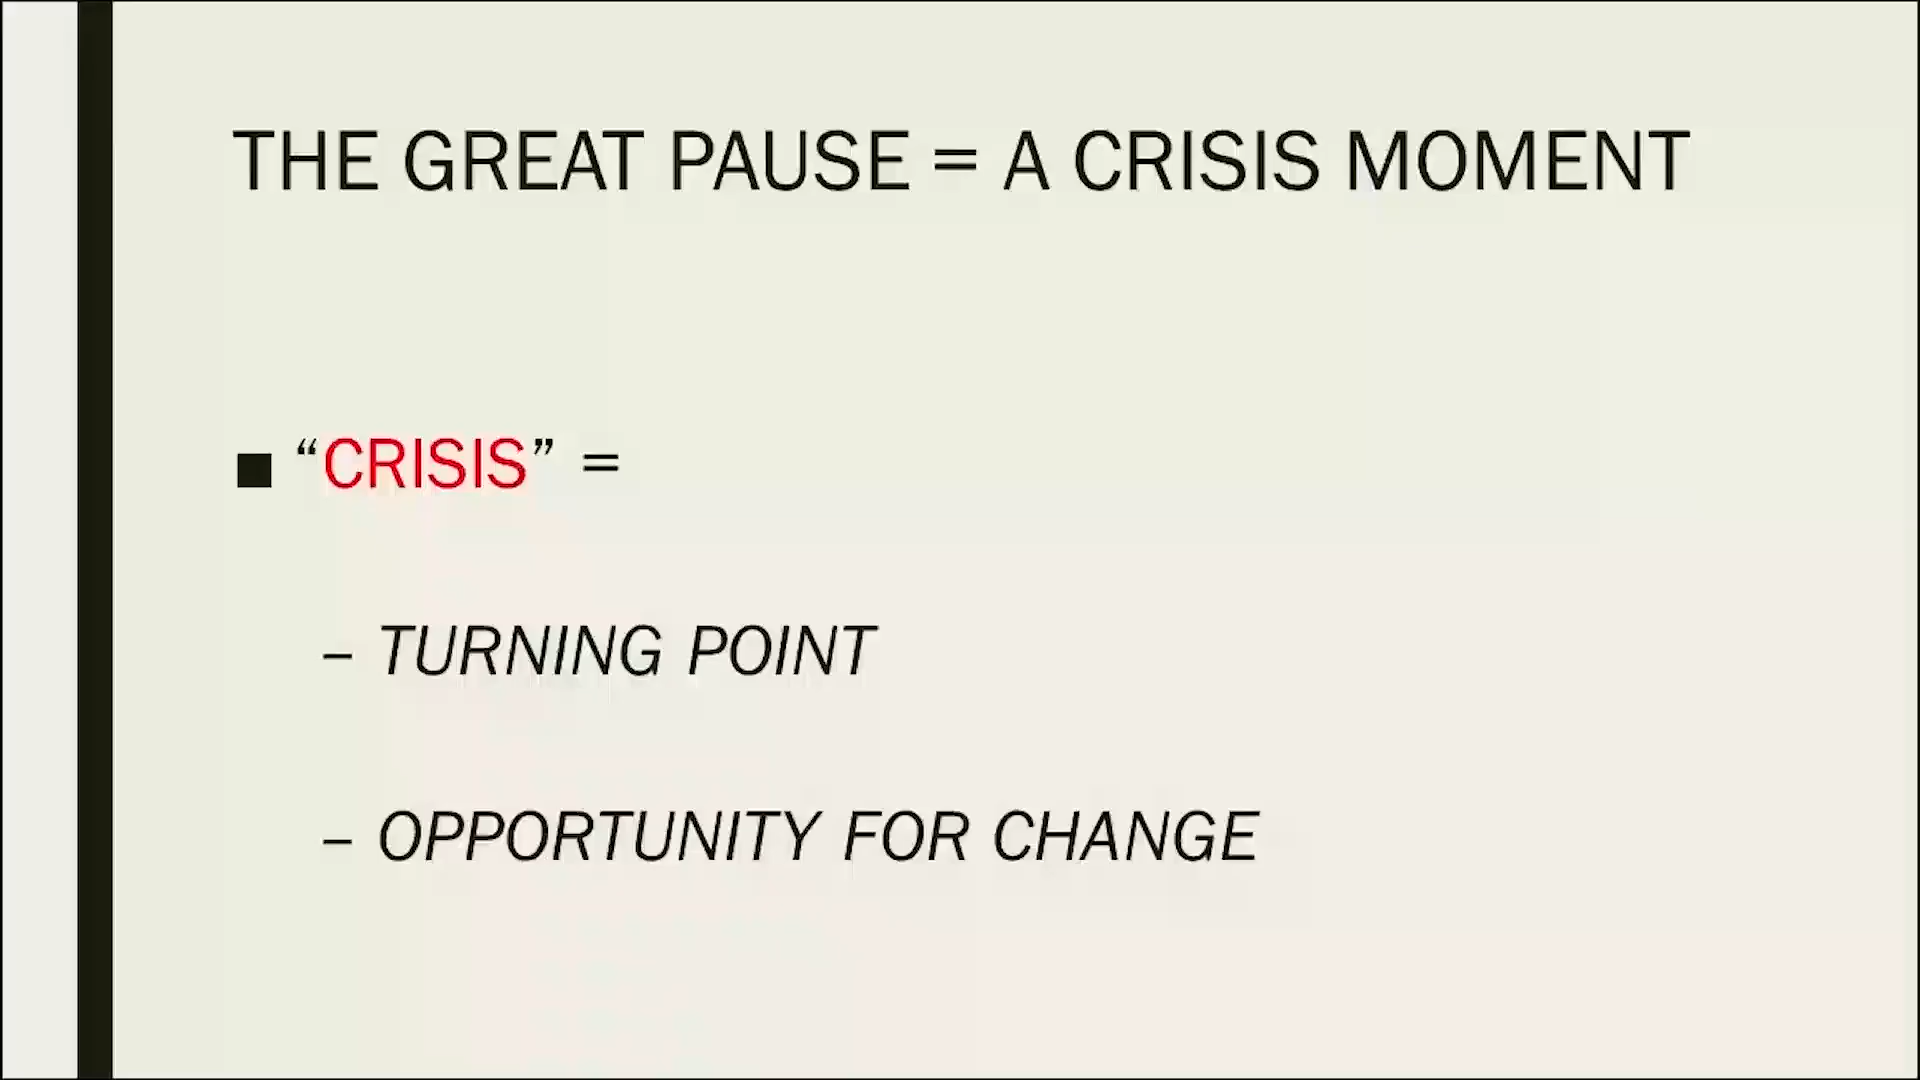 THE GREAT PAUSE = A CRISIS MOMENT
■ “CRISIS” =
– TURNING POINT
– OPPORTUNITY FOR CHANGE